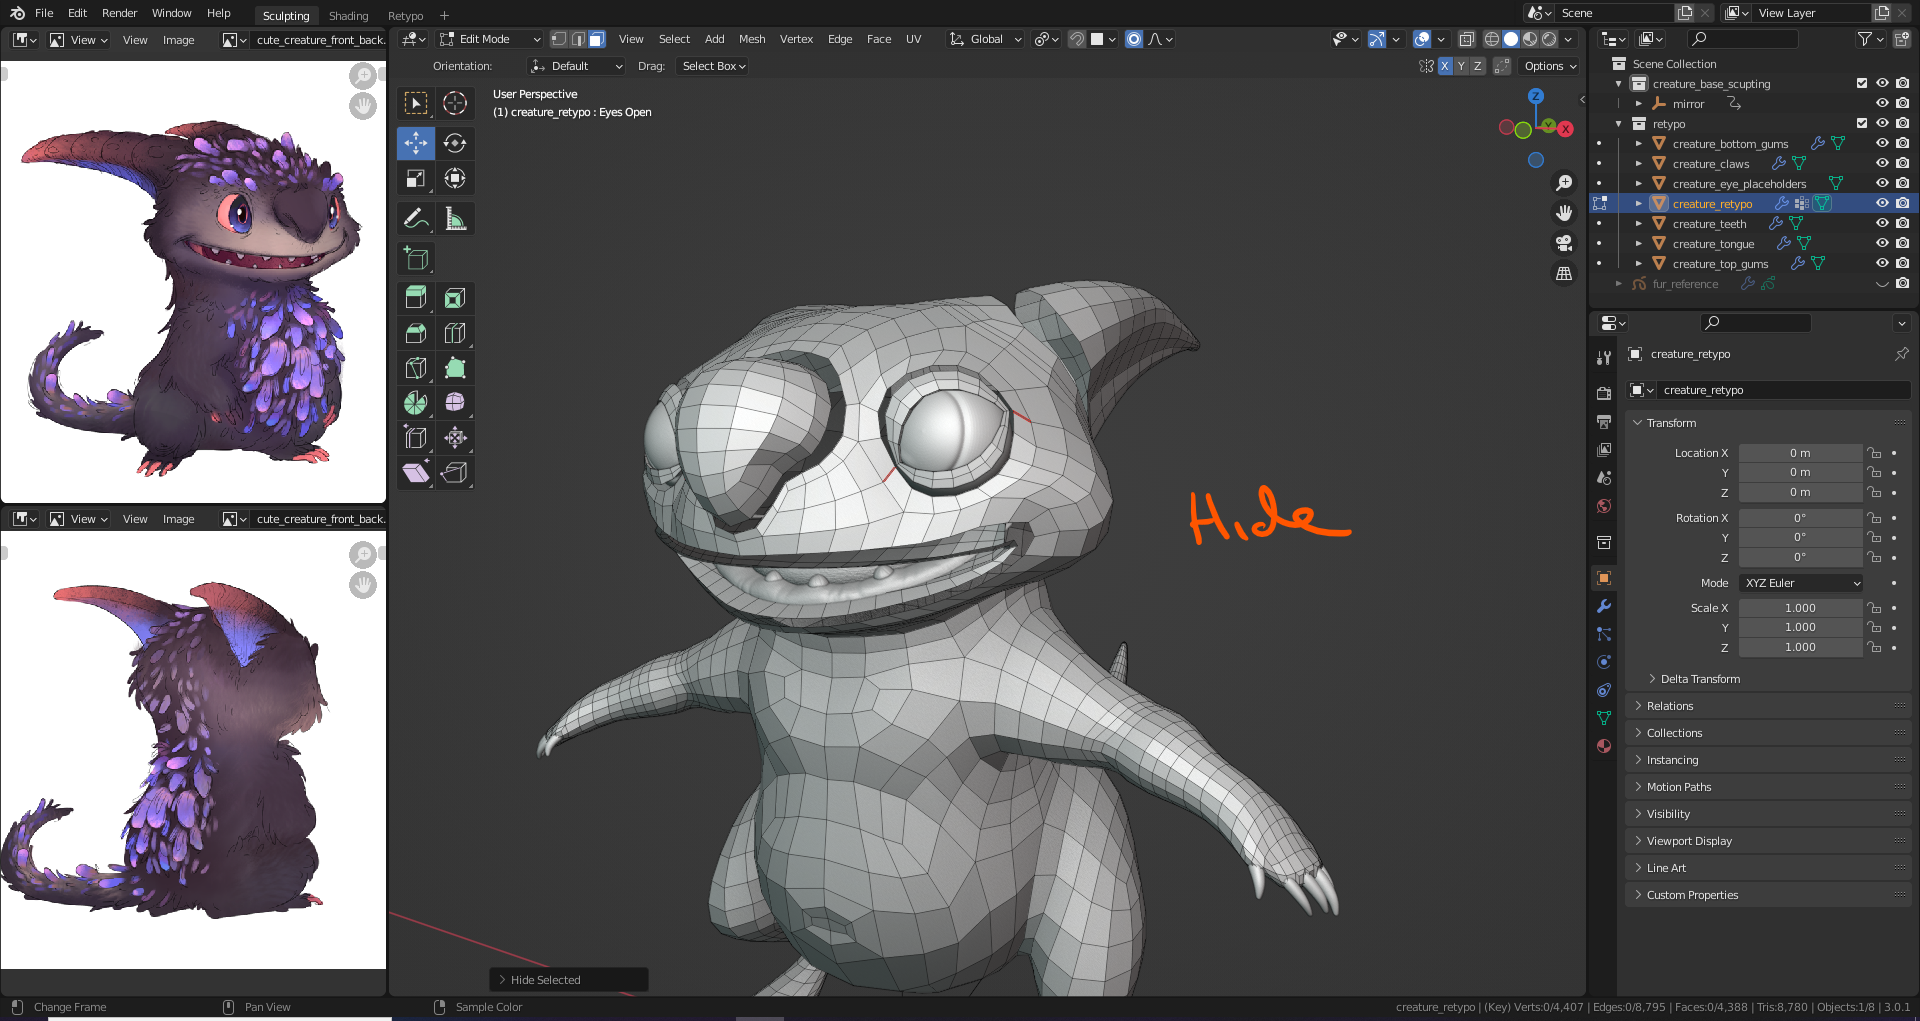 File Edit Render Window Help
Sculpting Shading Retypo +
Scene
View Layer
View View Image cute_creature_front_back.
Edit Mode View Select Add Mesh Vertex Edge Face UV Global
Orientation: Default Drag: Select Box
X Y Z Options
User Perspective
(1) creature_retypo : Eyes Open
Z
Y
X
Hide
Hide Selected
View View Image cute_creature_front_back.
Scene Collection
creature_base_scupting
mirror
retypo
creature_bottom_gums
creature_claws
creature_eye_placeholders
creature_retypo
creature_teeth
creature_tongue
creature_top_gums
fur_reference
creature_retypo
creature_retypo
Transform
Location X 0 m
Y 0 m
Z 0 m
Rotation X 0°
Y 0°
Z 0°
Mode XYZ Euler
Scale X 1.000
Y 1.000
Z 1.000
Delta Transform
Relations
Collections
Instancing
Motion Paths
Visibility
Viewport Display
Line Art
Custom Properties
Change Frame Pan View Sample Color
creature_retypo | (Key) Verts:0/4,407 | Edges:0/8,795 | Faces:0/4,388 | Tris:8,780 | Objects:1/8 | 3.0.1